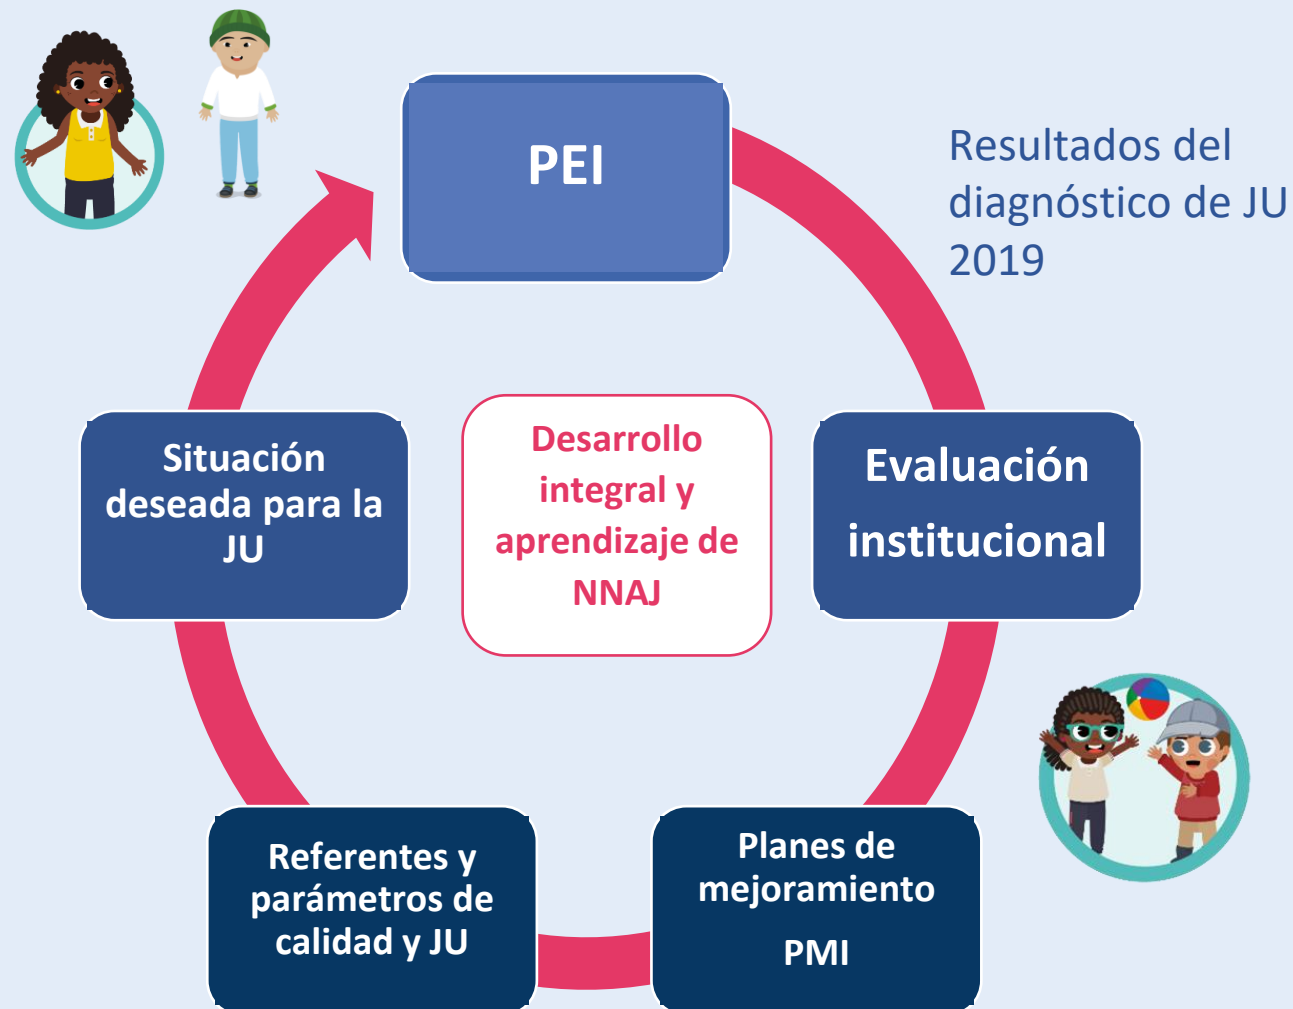 PEI
Resultados del
diagnóstico de JU
2019
Situación
deseada para la
JU
Desarrollo
integral y
aprendizaje de
NNAJ
Evaluación
institucional
Referentes y
parámetros de
calidad y JU
Planes de
mejoramiento
PMI